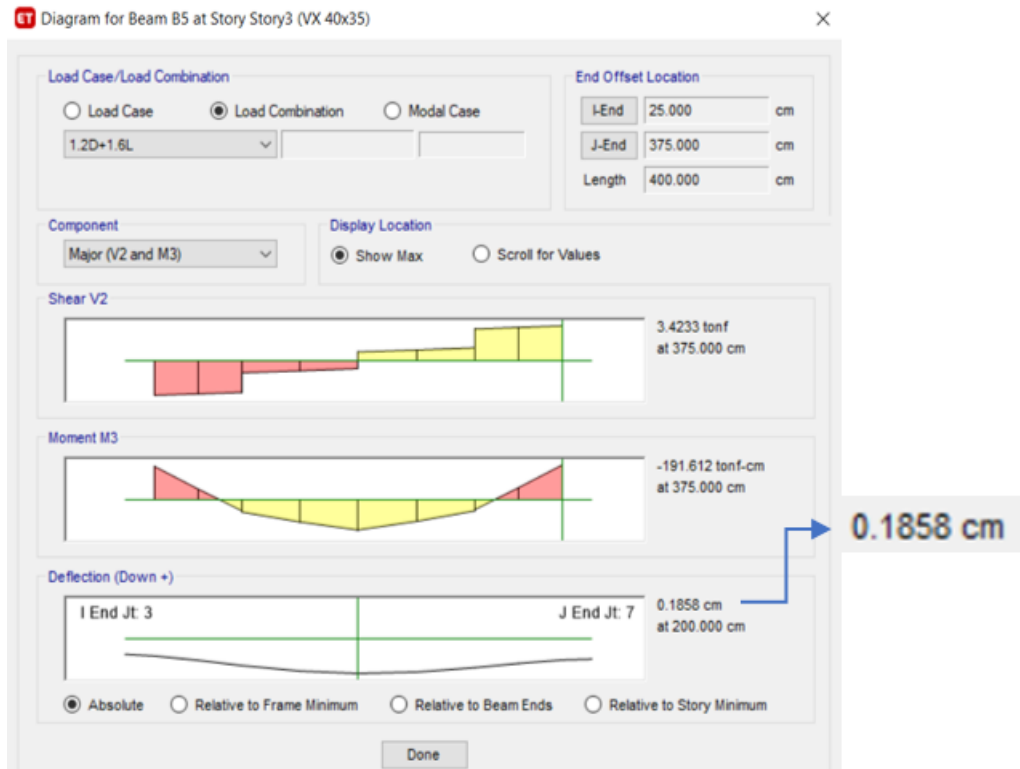 ET Diagram for Beam B5 at Story Story3 (VX 40x35)
Load Case/Load Combination
Load Case Load Combination Modal Case
1.2D+1.6L
End Offset Location
I-End 25.000 cm
J-End 375.000 cm
Length 400.000 cm
Component
Major (V2 and M3)
Display Location
Show Max Scroll for Values
Shear V2
3.4233 tonf
at 375.000 cm
Moment M3
-191.612 tonf-cm
at 375.000 cm
0.1858 cm
Deflection (Down +)
I End Jt: 3 J End Jt: 7
0.1858 cm
at 200.000 cm
Absolute Relative to Frame Minimum Relative to Beam Ends Relative to Story Minimum
Done